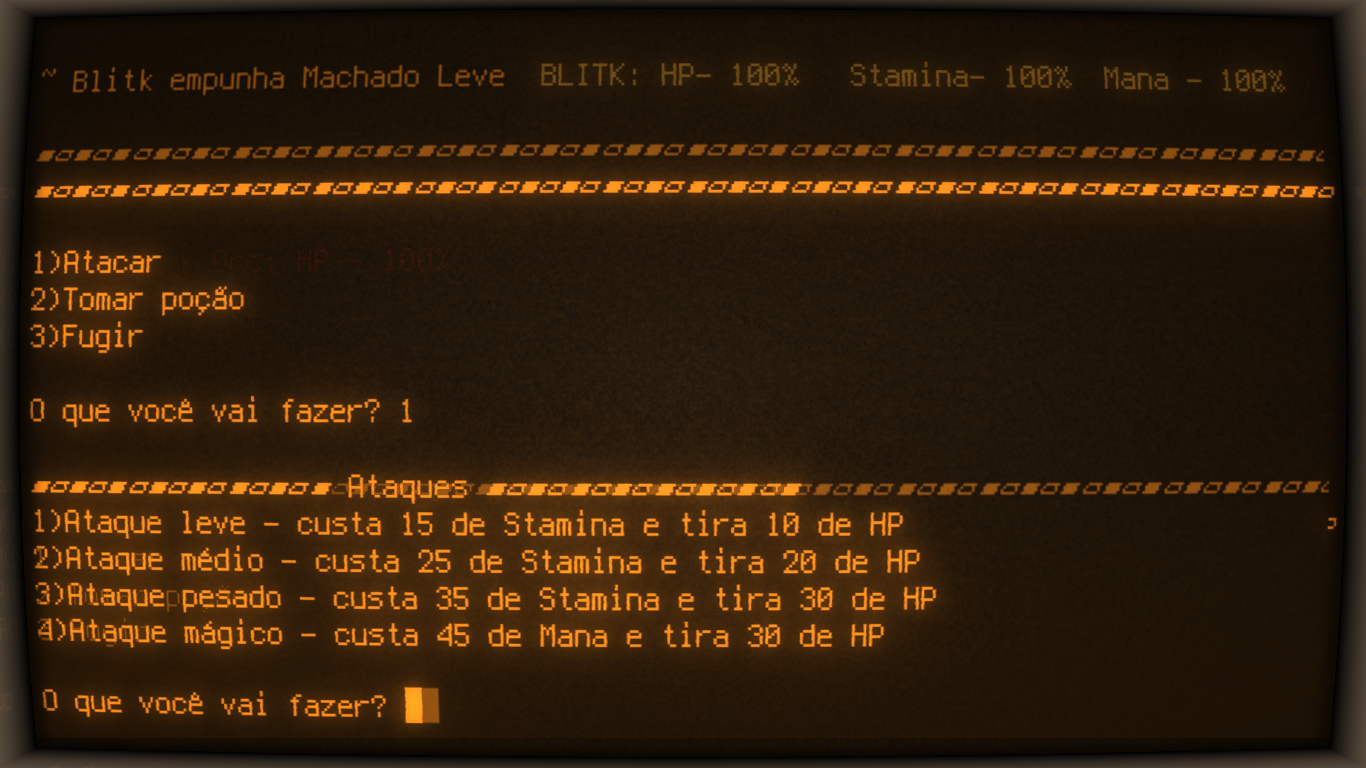 ~ Blitk empunha Machado Leve BLITK: HP- 100% Stamina- 100% Mana - 100%
1)Atacar
2)Tomar poção
3)Fugir
O que você vai fazer? 1
Ataques
1)Ataque leve - custa 15 de Stamina e tira 10 de HP
2)Ataque médio - custa 25 de Stamina e tira 20 de HP
3)Ataque pesado - custa 35 de Stamina e tira 30 de HP
4)Ataque mágico - custa 45 de Mana e tira 30 de HP
O que você vai fazer?